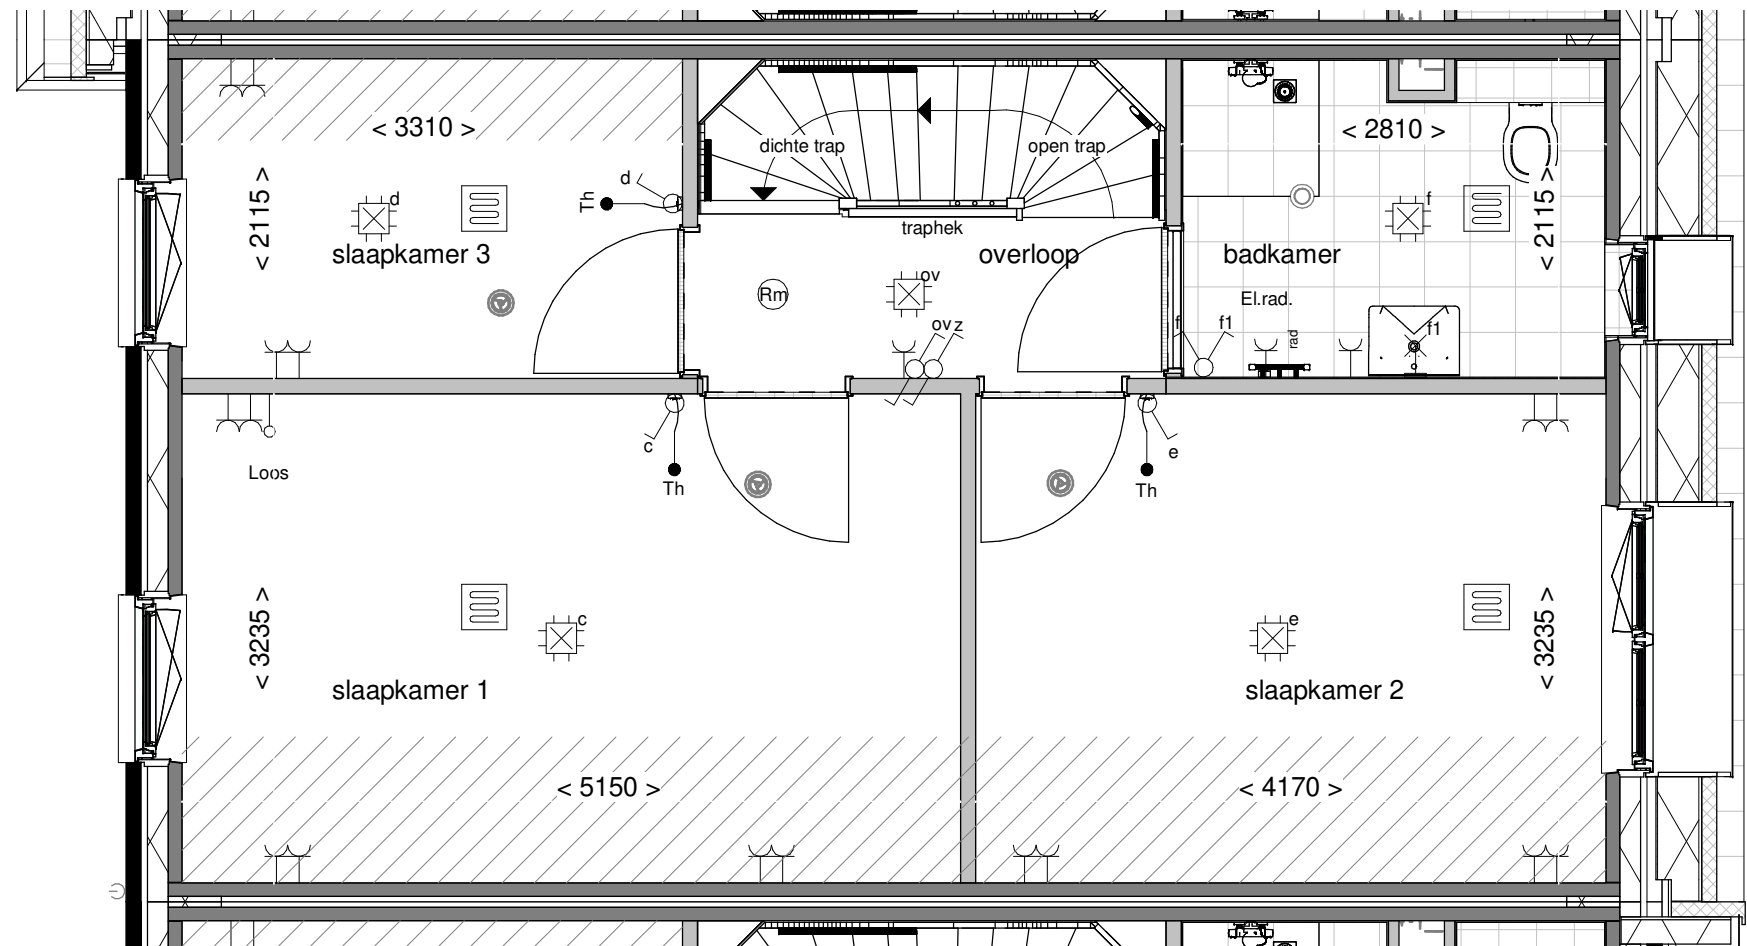 < 3310 >
< 2115 >
d
slaapkamer 3
d
Th
dichte trap
open trap
traphek
overloop
Rm
ov
ov z
< 2810 >
< 2115 >
f
badkamer
El.rad.
f
f1
rad
f1
Loos
c
Th
e
Th
< 3235 >
c
slaapkamer 1
< 5150 >
e
< 3235 >
slaapkamer 2
< 4170 >